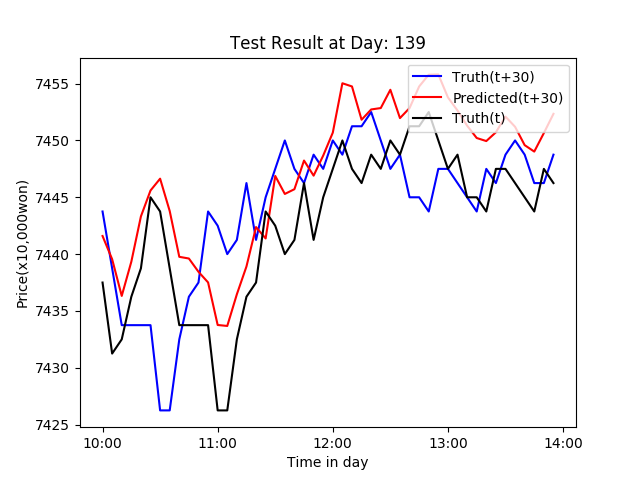 Test Result at Day: 139
Truth(t+30)
Predicted(t+30)
Truth(t)
Price(x10,000won)
7455
7450
7445
7440
7435
7430
7425
10:00 11:00 12:00 13:00 14:00
Time in day